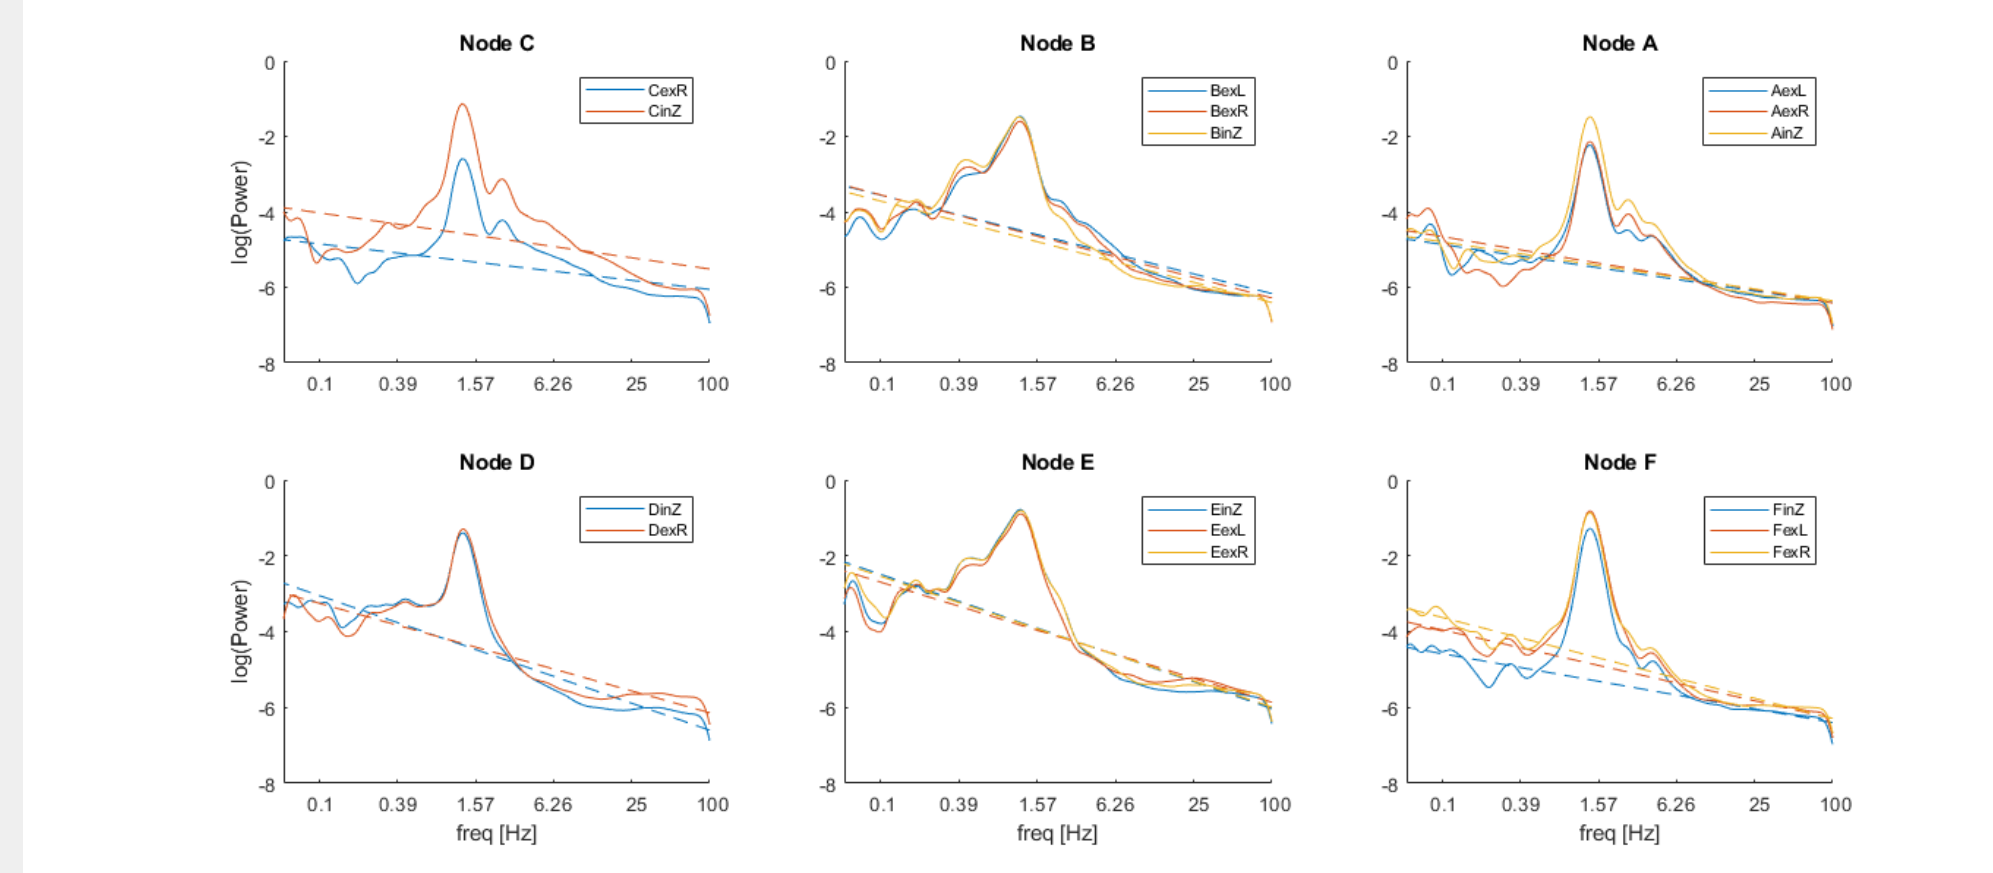 Node C
0
-2
-4
-6
-8
log(Power)
CexR
CinZ
0.1 0.39 1.57 6.26 25 100
Node B
0
-2
-4
-6
-8
BexL
BexR
BinZ
0.1 0.39 1.57 6.26 25 100
Node A
0
-2
-4
-6
-8
AexL
AexR
AinZ
0.1 0.39 1.57 6.26 25 100
Node D
0
-2
-4
-6
-8
log(Power)
DinZ
DexR
0.1 0.39 1.57 6.26 25 100
freq [Hz]
Node E
0
-2
-4
-6
-8
EinZ
EexL
EexR
0.1 0.39 1.57 6.26 25 100
freq [Hz]
Node F
0
-2
-4
-6
-8
FinZ
FexL
FexR
0.1 0.39 1.57 6.26 25 100
freq [Hz]